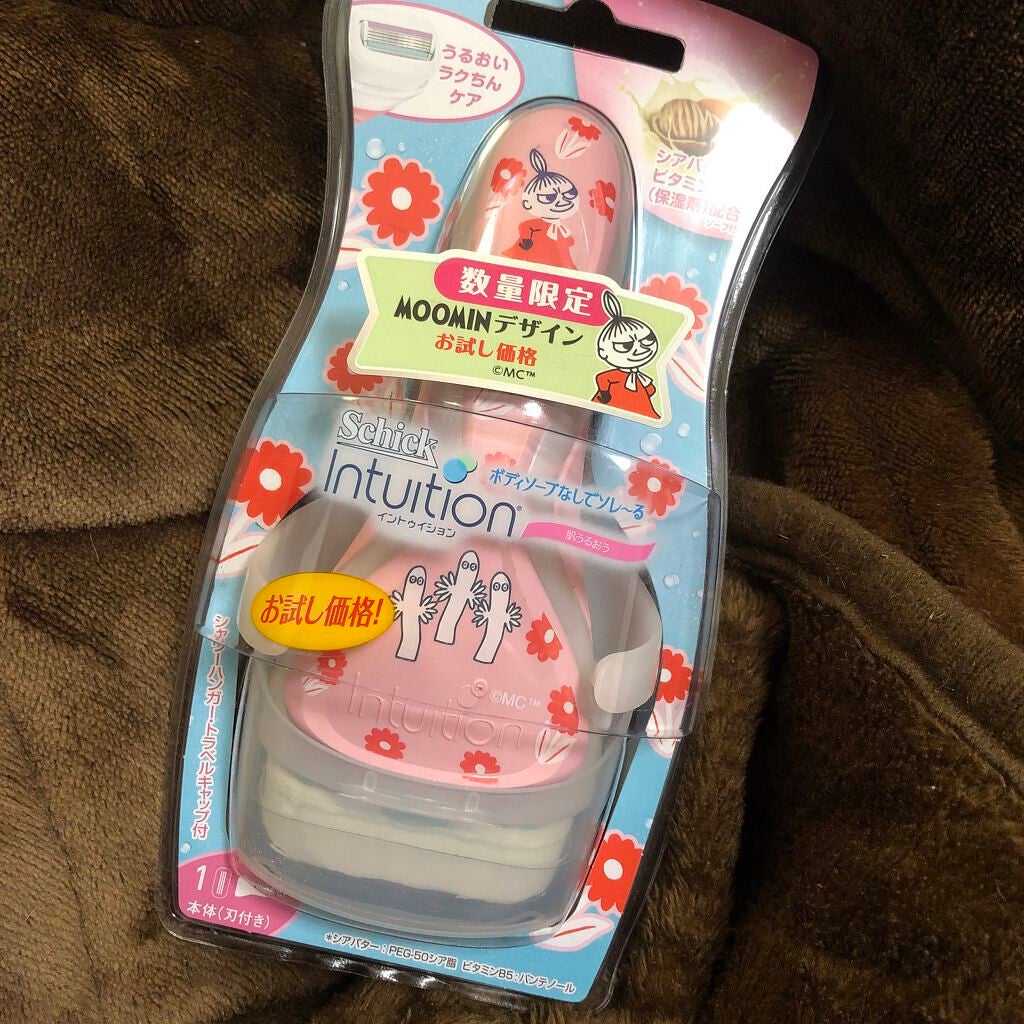 うるおい
ラクちん
ケア
シアバ
ビタミン
(保湿剤)配合
ソープ付
数量限定
MOOMINデザイン
お試し価格
©MC™
Schick®
Intuition®
イントゥイション
ボディソープなしでソレ～る
肌うるおう
お試し価格!
©MC™
Intuition
シャワーハンガー・トラベルキャップ付
1
本体(刃付き)
*シアバター:PEG-50シア脂 ビタミンB5:パンテノール